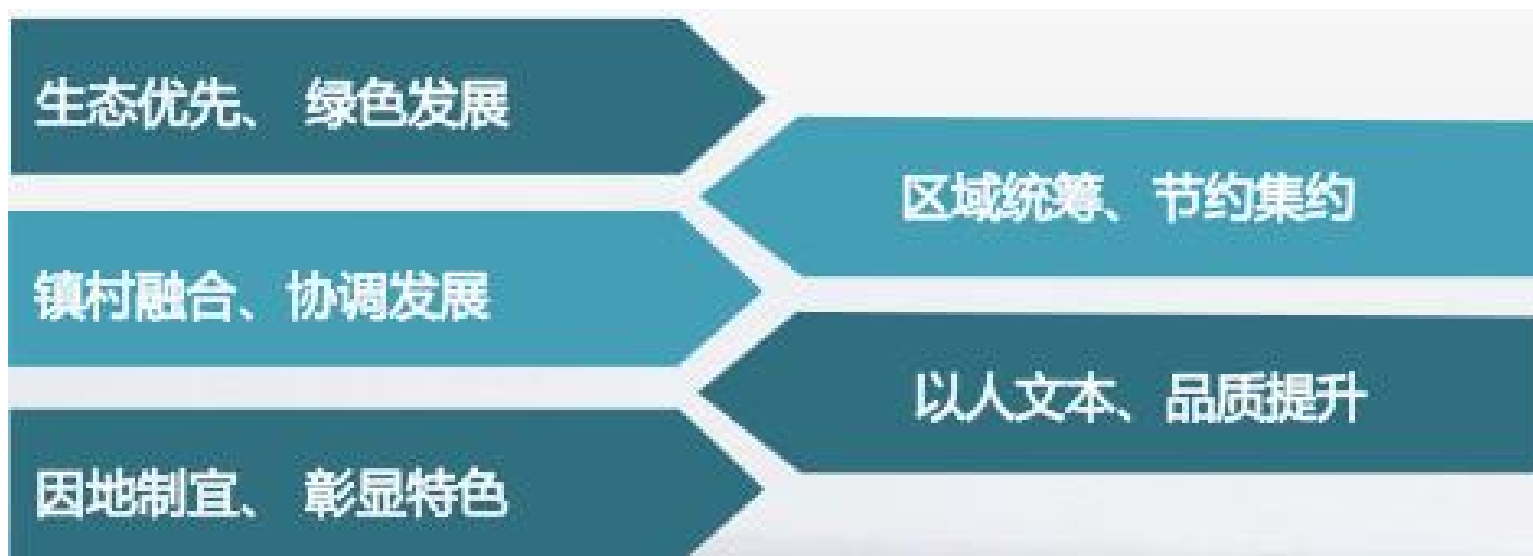 生态优先、 绿色发展
区域统筹、节约集约
镇村融合、协调发展
以人文本、品质提升
因地制宜、 彰显特色